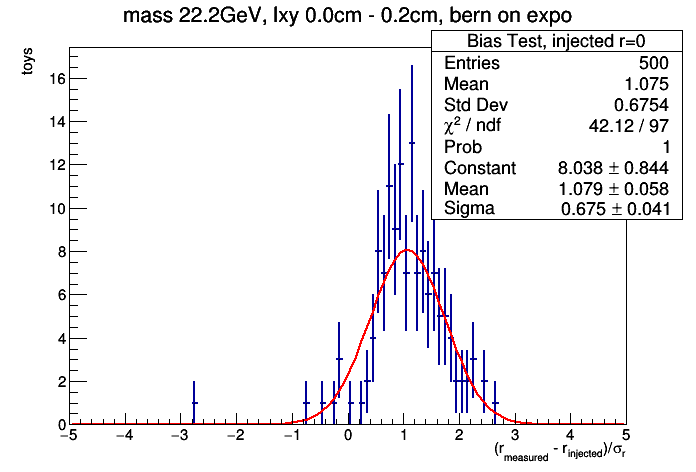 mass 22.2GeV, lxy 0.0cm - 0.2cm, bern on expo
Bias Test, injected r=0
Entries 500
Mean 1.075
Std Dev 0.6754
χ² / ndf 42.12 / 97
Prob 1
Constant 8.038 ± 0.844
Mean 1.079 ± 0.058
Sigma 0.675 ± 0.041
toys
16
14
12
10
8
6
4
2
0
−5 −4 −3 −2 −1 0 1 2 3 4 5
(r_measured - r_injected)/σ_r